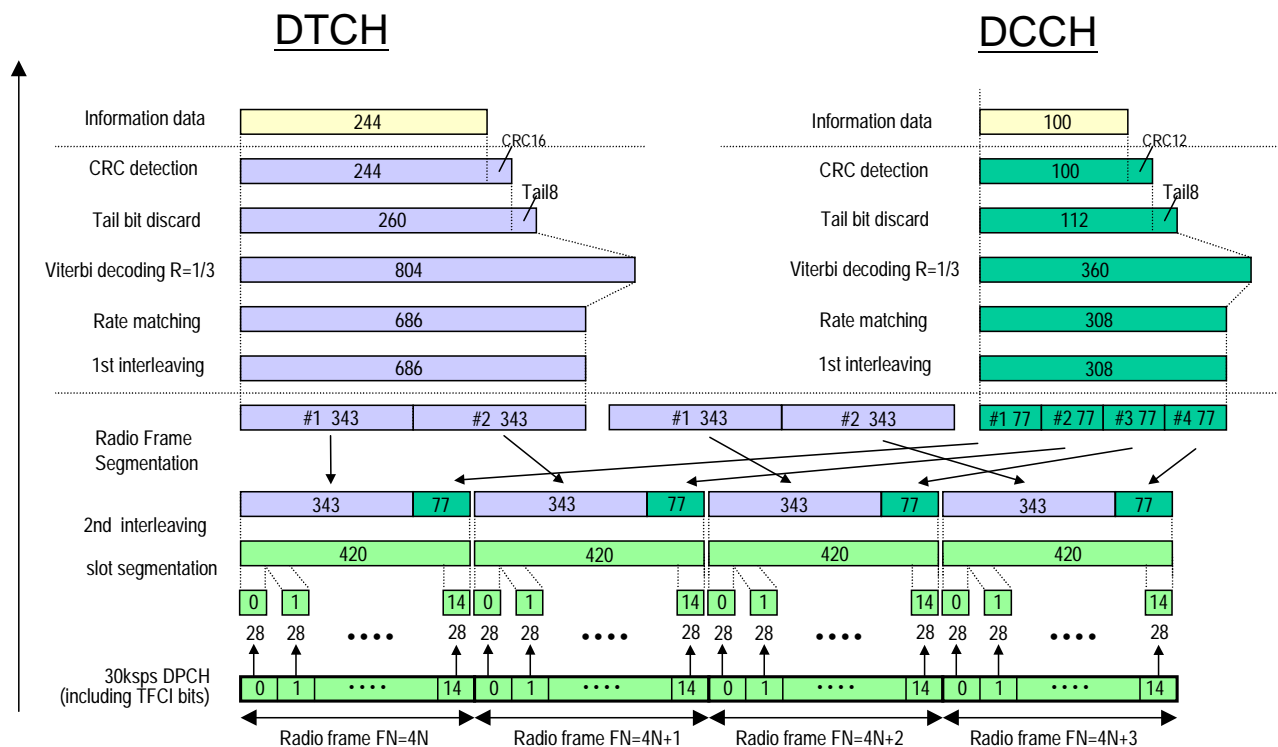 DTCH DCCH
Information data 244 Information data 100
CRC16 CRC12
CRC detection 244 CRC detection 100
Tail8 Tail8
Tail bit discard 260 Tail bit discard 112
Viterbi decoding R=1/3 804 Viterbi decoding R=1/3 360
Rate matching 686 Rate matching 308
1st interleaving 686 1st interleaving 308
#1 343 #2 343 #1 343 #2 343 #1 77 #2 77 #3 77 #4 77
Radio Frame
Segmentation
343 77 343 77 343 77 343 77
2nd interleaving
420 420 420 420
slot segmentation
0 1 14 0 1 14 0 1 14 0 1 14
28 28 •••• 28 28 28 •••• 28 28 28 •••• 28 28 28 •••• 28
30ksps DPCH
(including TFCI bits)
0 1 •••• 14 0 1 •••• 14 0 1 •••• 14 0 1 •••• 14
Radio frame FN=4N Radio frame FN=4N+1 Radio frame FN=4N+2 Radio frame FN=4N+3